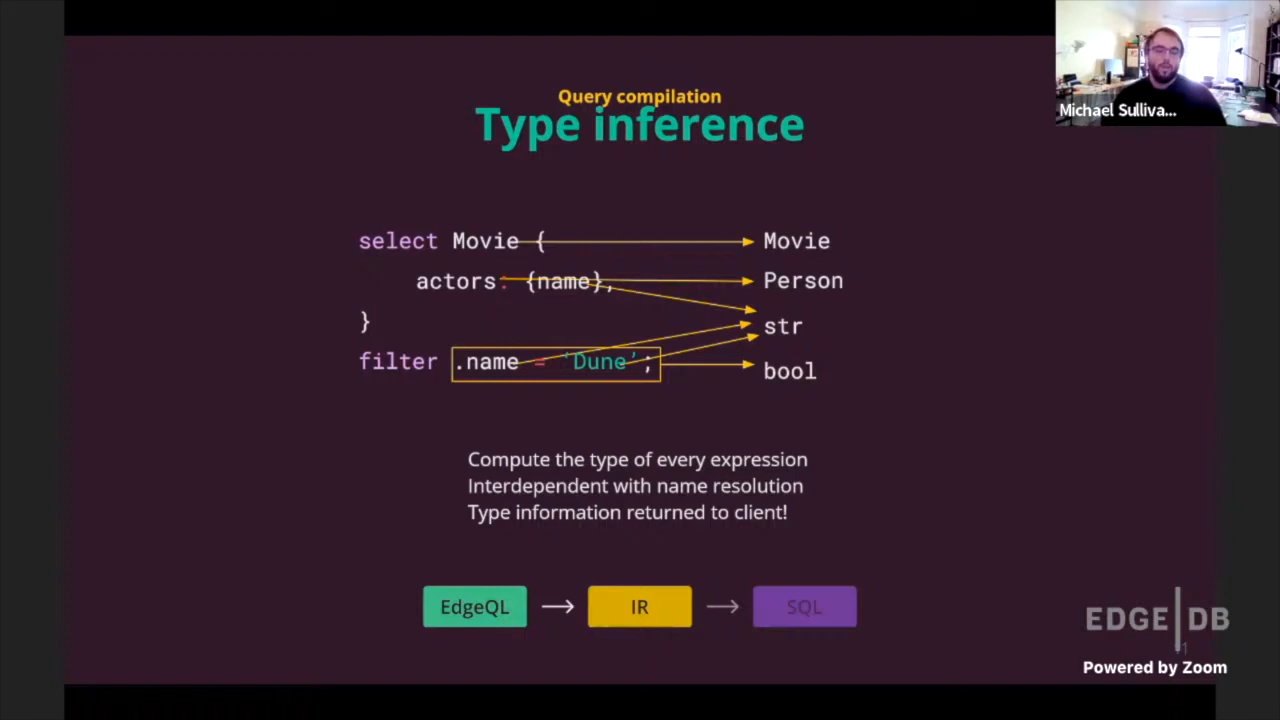 Query compilation
Type inference
Michael Sulliva...
select Movie {
actors: {name},
}
filter .name = 'Dune';
Movie
Person
str
bool
Compute the type of every expression
Interdependent with name resolution
Type information returned to client!
EdgeQL → IR → SQL
EDGE|DB
Powered by Zoom